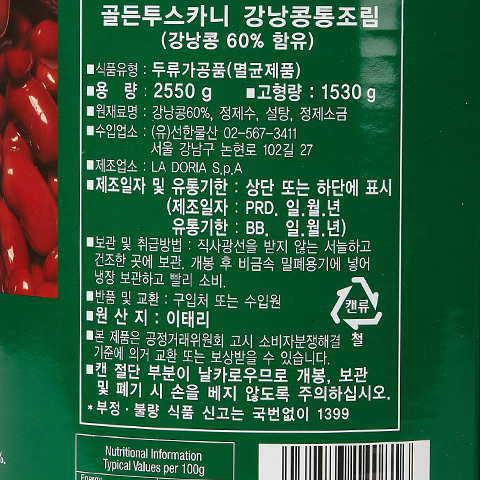 골든투스카니 강낭콩통조림
(강낭콩 60% 함유)
■식품유형 : 두류가공품(멸균제품)
■용 량 : 2550 g ■고형량 : 1530 g
■원재료명 : 강낭콩60%, 정제수, 설탕, 정제소금
■수입업소 : (유)선한물산 02-567-3411
서울 강남구 논현로 102길 27
■제조업소 : LA DORIA S.p.A
■제조일자 및 유통기한 : 상단 또는 하단에 표시
(제조일자 : PRD. 일.월.년
유통기한 : BB. 일.월.년)
■보관 및 취급방법 : 직사광선을 받지 않는 서늘하고
건조한 곳에 보관. 개봉 후 비금속 밀폐용기에 넣어
냉장 보관하고 빨리 소비.
■반품 및 교환 : 구입처 또는 수입원
■원 산 지 : 이태리
캔류
철
■본 제품은 공정거래위원회 고시 소비자분쟁해결
기준에 의거 교환 또는 보상받을 수 있습니다.
■캔 절단 부분이 날카로우므로 개봉, 보관
및 폐기 시 손을 베지 않도록 주의하십시오.
*부정·불량 식품 신고는 국번없이 1399
Nutritional Information
Typical Values per 100g
Energy
%.